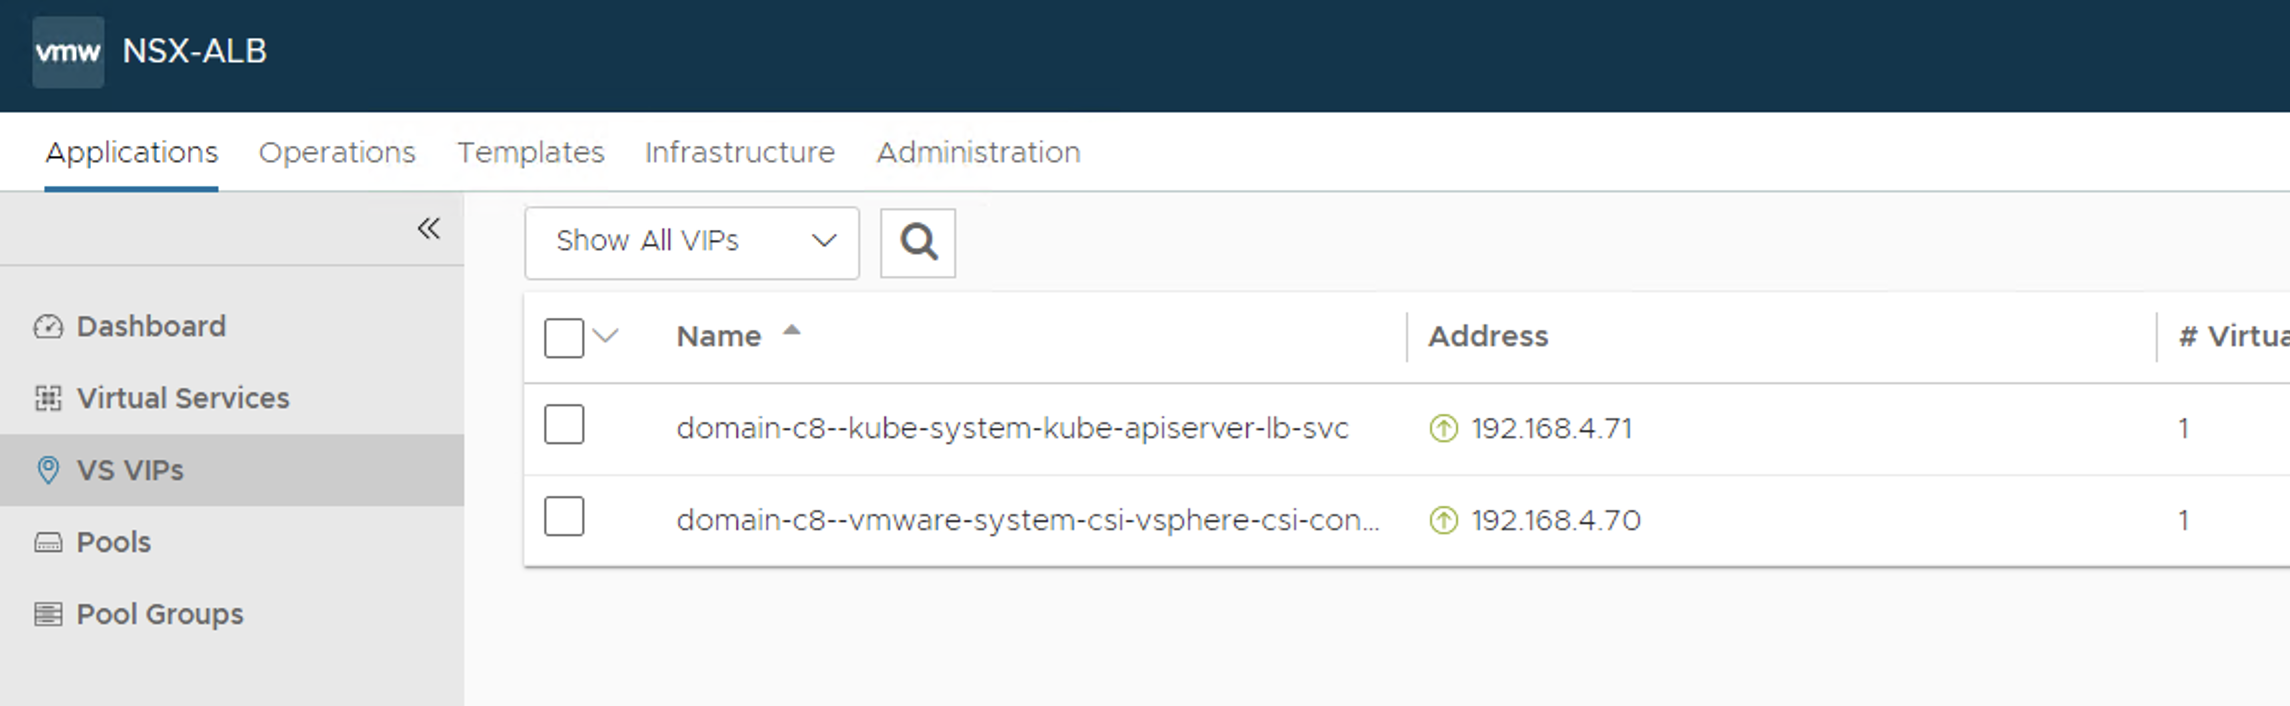 vmw NSX-ALB
Applications Operations Templates Infrastructure Administration
Show All VIPs
Dashboard
Virtual Services
VS VIPs
Pools
Pool Groups
Name Address # Virtua
domain-c8--kube-system-kube-apiserver-lb-svc 192.168.4.71 1
domain-c8--vmware-system-csi-vsphere-csi-con... 192.168.4.70 1